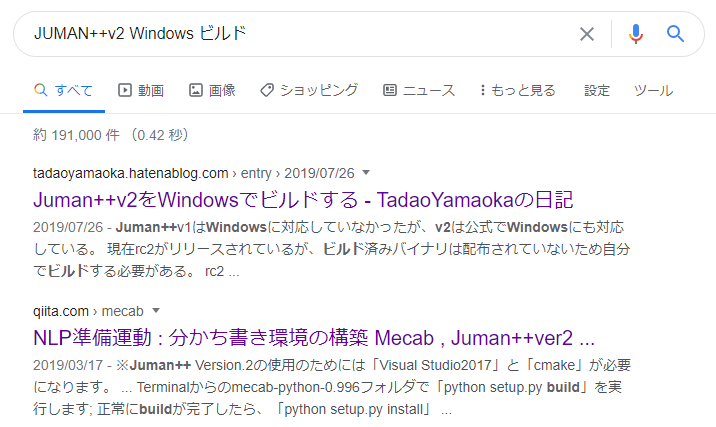 JUMAN++v2 Windows ビルド
すべて 動画 画像 ショッピング ニュース もっと見る 設定 ツール
約 191,000 件 （0.42 秒）
tadaoyamaoka.hatenablog.com › entry › 2019/07/26
Juman++v2をWindowsでビルドする - TadaoYamaokaの日記
2019/07/26 - Juman++v1はWindowsに対応していなかったが、v2は公式でWindowsにも対応
している。 現在rc2がリリースされているが、ビルド済みバイナリは配布されていないため自分
でビルドする必要がある。 rc2 ...
qiita.com › mecab
NLP準備運動 : 分かち書き環境の構築 Mecab , Juman++ver2 ...
2019/03/17 - ※Juman++ Version.2の使用のためには「Visual Studio2017」と「cmake」が必要
になります。 ... Terminalからのmecab-python-0.996フォルダで「python setup.py build」を実
行します; 正常にbuildが完了したら、「python setup.py install」 ...